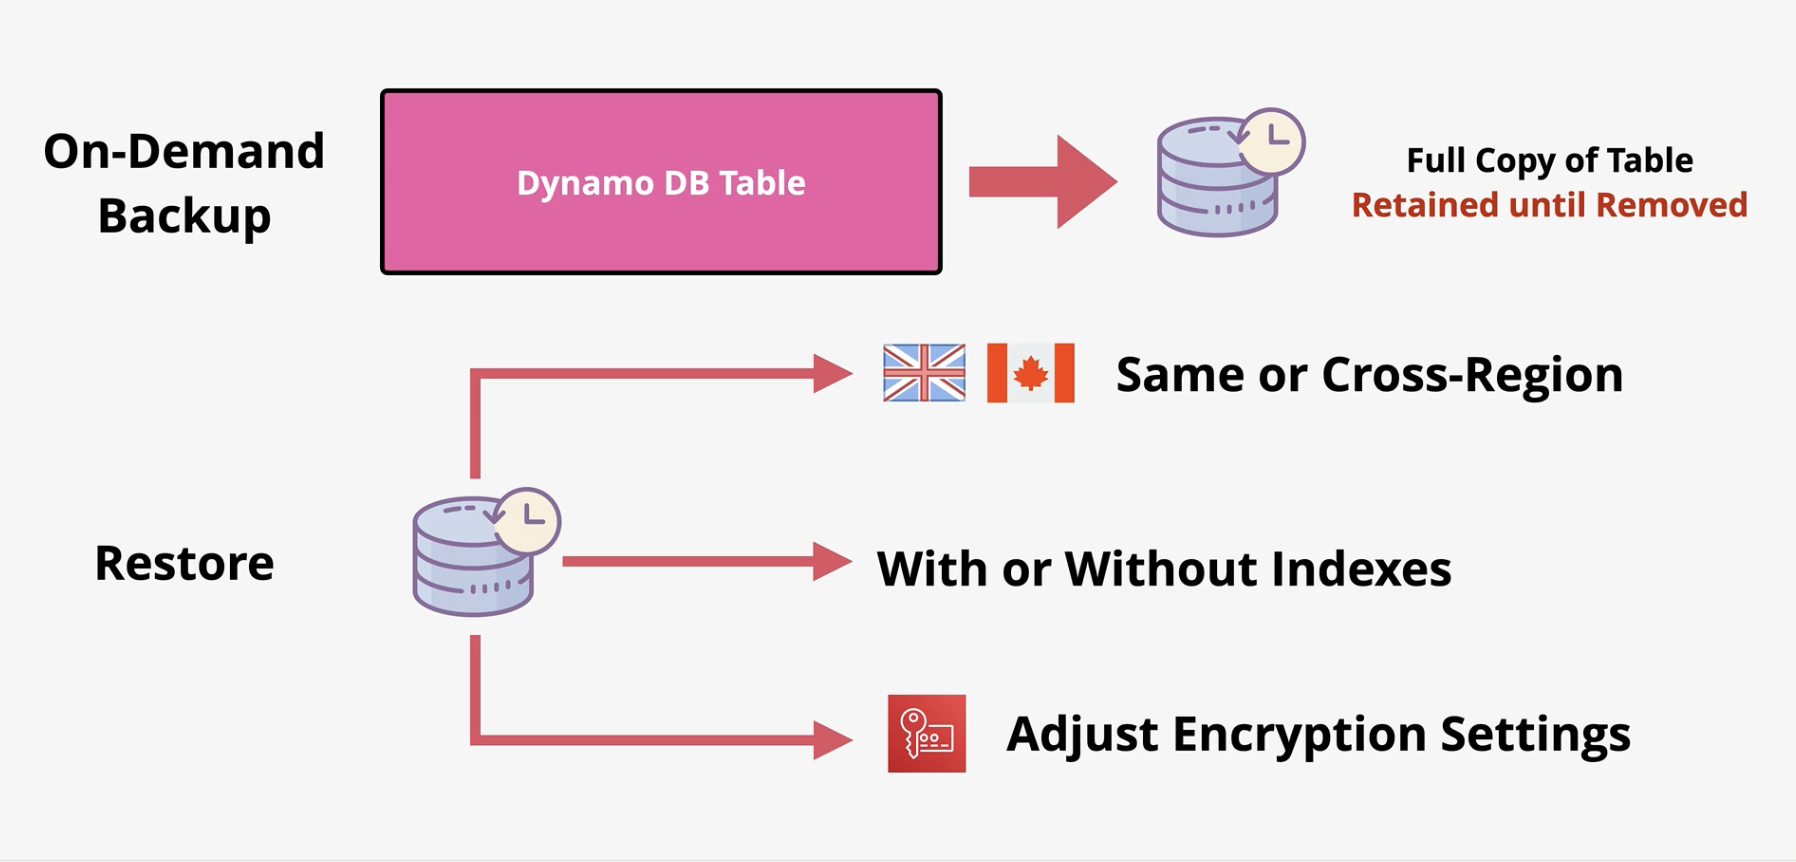 On-Demand
Backup
Dynamo DB Table
Full Copy of Table
Retained until Removed
Same or Cross-Region
Restore
With or Without Indexes
Adjust Encryption Settings